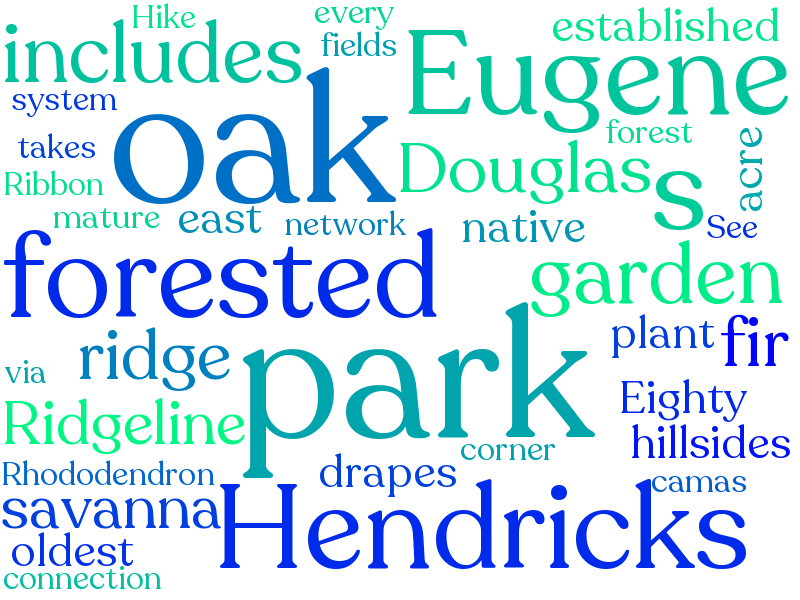 Hike
every
established
includes
fields
Eugene
system
oak
forest
takes
Douglas
s
acre
Ribbon
mature
east
network
native
See
forested
garden
ridge
park
plant
fir
via
Ridgeline
Eighty
corner
hillsides
Rhododendron
drapes
camas
savanna
Hendricks
oldest
connection